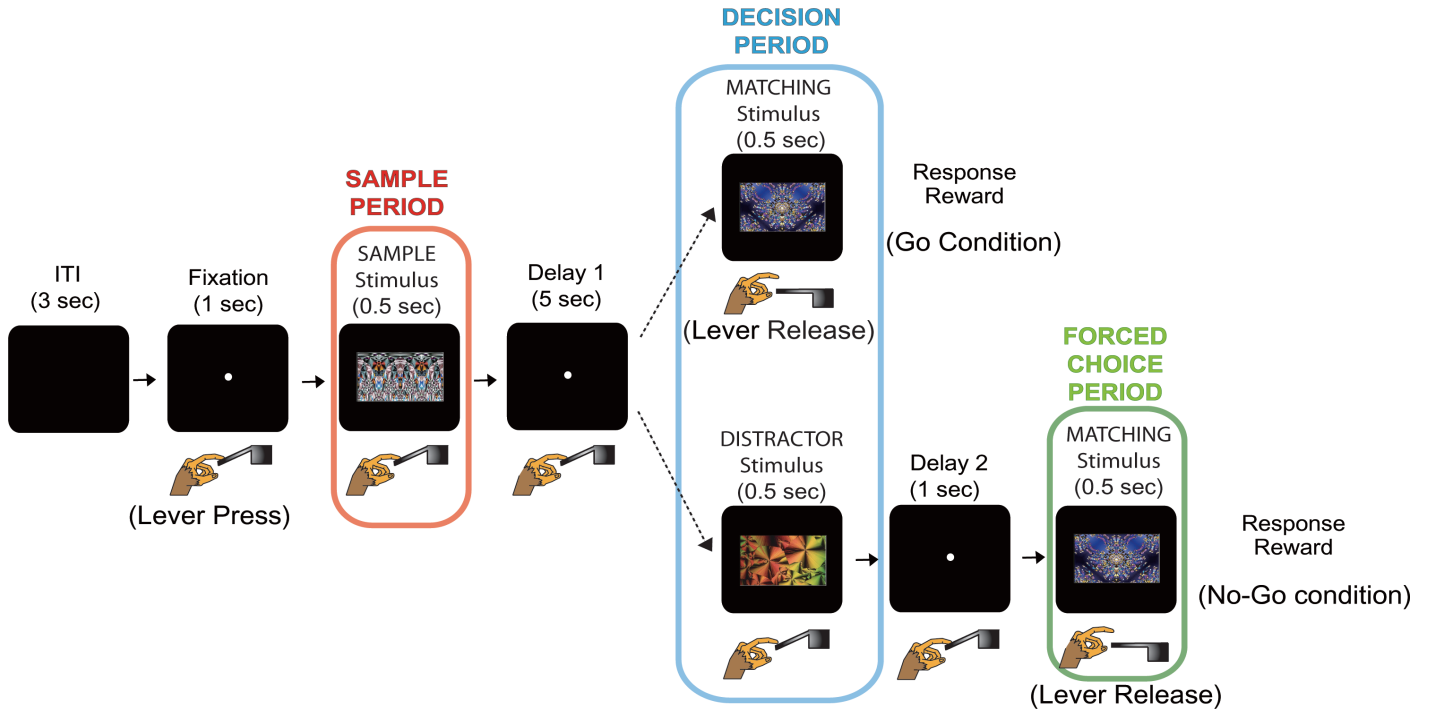 ITI
(3 sec)
Fixation
(1 sec)
(Lever Press)
SAMPLE
PERIOD
SAMPLE
Stimulus
(0.5 sec)
Delay 1
(5 sec)
DECISION
PERIOD
MATCHING
Stimulus
(0.5 sec)
(Lever Release)
Response
Reward
(Go Condition)
DISTRACTOR
Stimulus
(0.5 sec)
Delay 2
(1 sec)
FORCED
CHOICE
PERIOD
MATCHING
Stimulus
(0.5 sec)
(Lever Release)
Response
Reward
(No-Go condition)